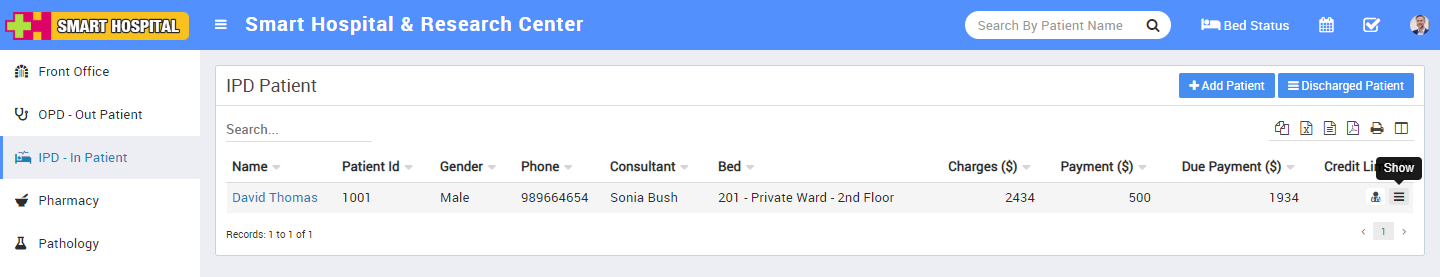 SMART HOSPITAL
Smart Hospital & Research Center
Search By Patient Name
Bed Status
Front Office
OPD - Out Patient
IPD - In Patient
Pharmacy
Pathology
IPD Patient
Add Patient
Discharged Patient
Search...
Name Patient Id Gender Phone Consultant Bed Charges ($) Payment ($) Due Payment ($) Credit
Show
David Thomas 1001 Male 989664654 Sonia Bush 201 - Private Ward - 2nd Floor 2434 500 1934
Records: 1 to 1 of 1
1